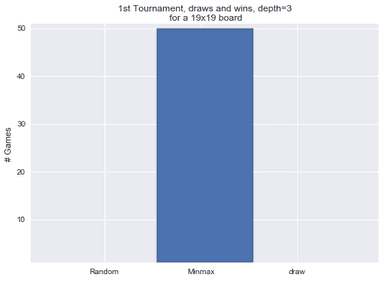 1st Tournament, draws and wins, depth=3
for a 19x19 board
# Games
50
40
30
20
10
Random
Minmax
draw